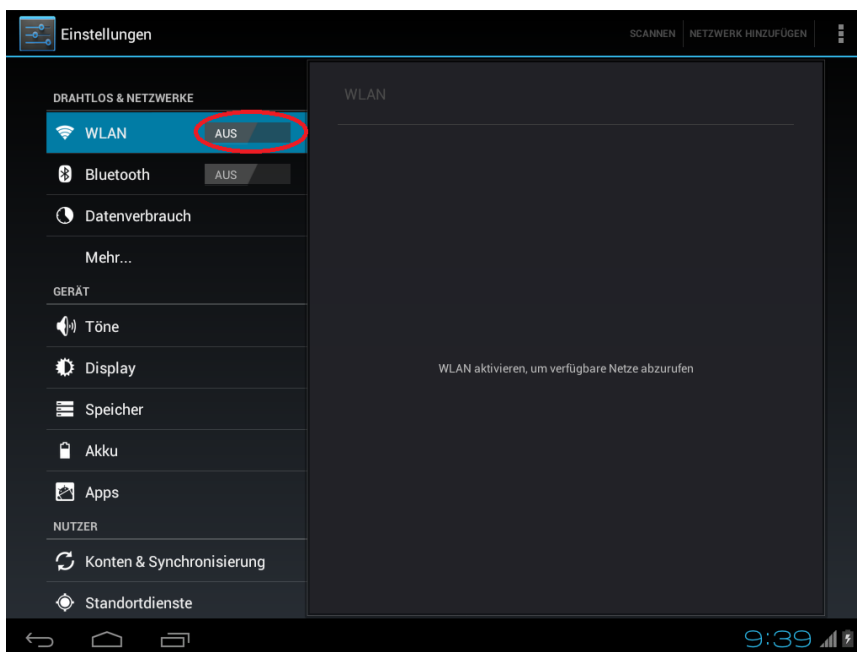 Einstellungen
SCANNEN
NETZWERK HINZUFÜGEN
DRAHTLOS & NETZWERKE
WLAN
AUS
Bluetooth
AUS
Datenverbrauch
Mehr...
GERÄT
Töne
Display
Speicher
Akku
Apps
NUTZER
Konten & Synchronisierung
Standortdienste
WLAN
WLAN aktivieren, um verfügbare Netze abzurufen
9:39